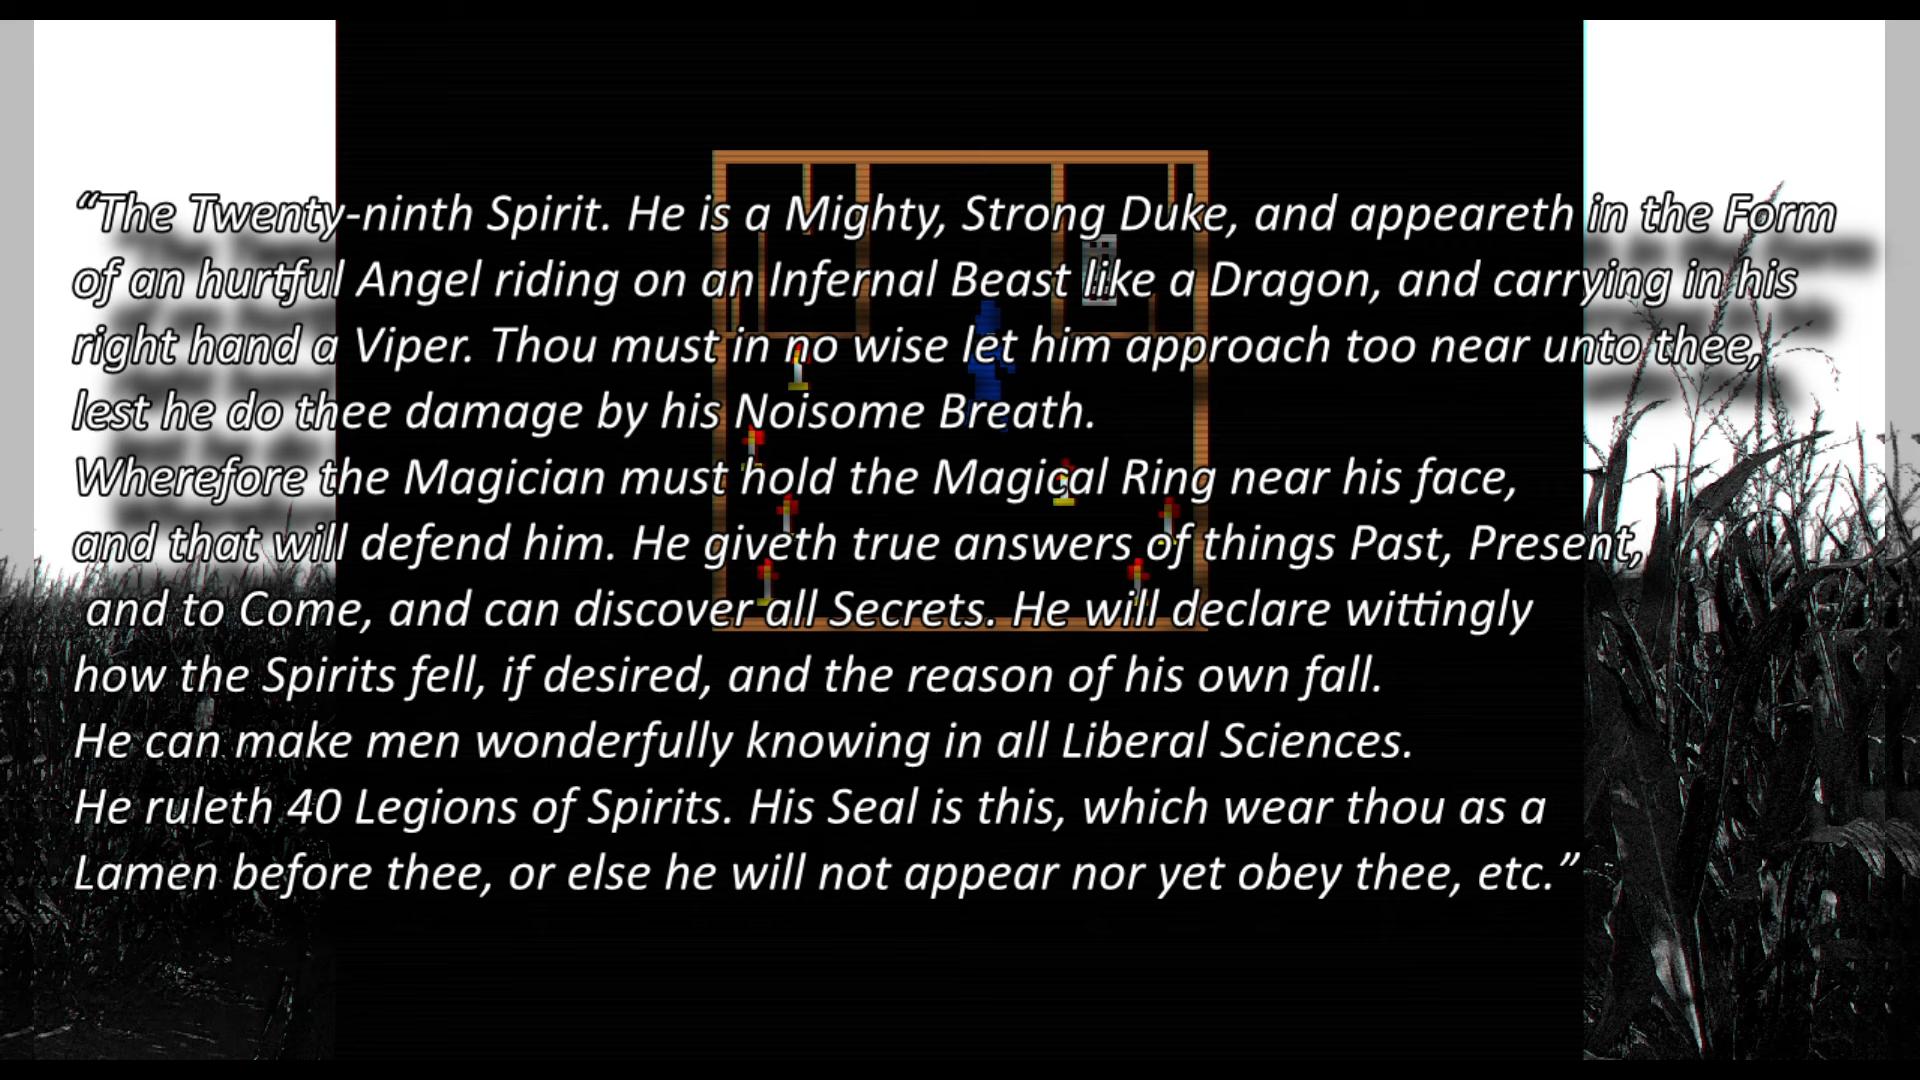 “The Twenty-ninth Spirit. He is a Mighty, Strong Duke, and appeareth in the Form
of an hurtful Angel riding on an Infernal Beast like a Dragon, and carrying in his
right hand a Viper. Thou must in no wise let him approach too near unto thee,
lest he do thee damage by his Noisome Breath.
Wherefore the Magician must hold the Magical Ring near his face,
and that will defend him. He giveth true answers of things Past, Present,
and to Come, and can discover all Secrets. He will declare wittingly
how the Spirits fell, if desired, and the reason of his own fall.
He can make men wonderfully knowing in all Liberal Sciences.
He ruleth 40 Legions of Spirits. His Seal is this, which wear thou as a
Lamen before thee, or else he will not appear nor yet obey thee, etc.”